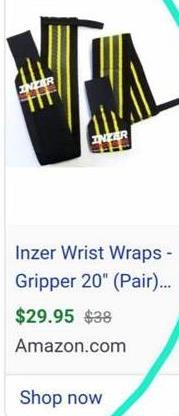 INZER
INZER
Inzer Wrist Wraps -
Gripper 20" (Pair)...
$29.95 $38
Amazon.com
Shop now